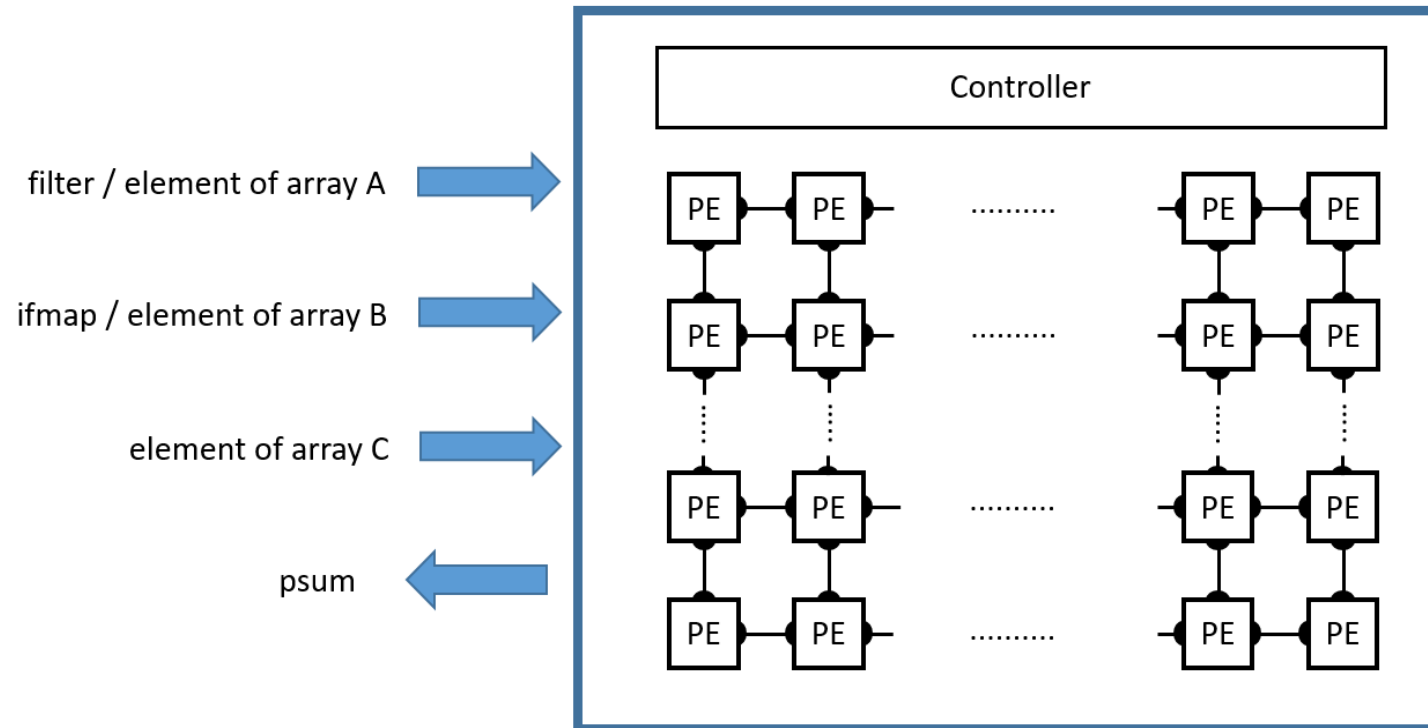 Controller
filter / element of array A
PE PE .......... PE PE
ifmap / element of array B
PE PE .......... PE PE
element of array C
PE PE .......... PE PE
psum
PE PE .......... PE PE